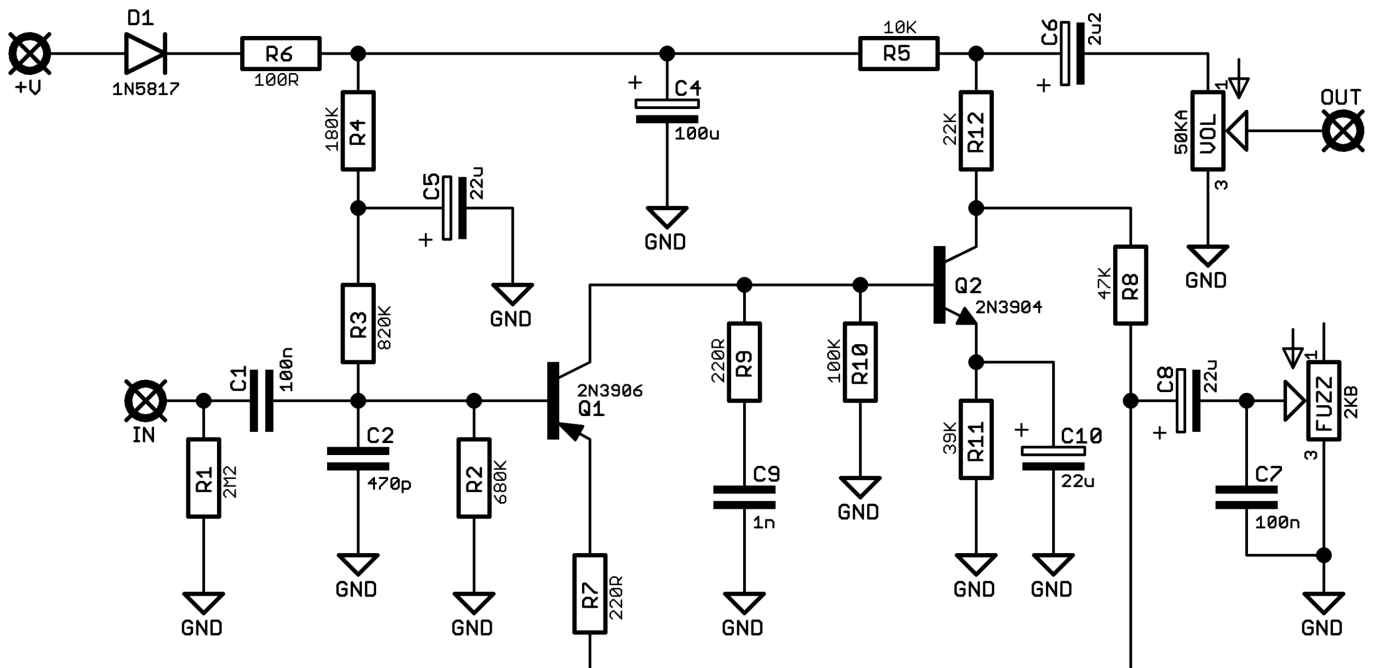 D1
+V
1N5817
R6
100R
10K
R5
C6
2u2
+
1
OUT
+
C4
100u
180K
R4
22K
R12
50KA
VOL
3
C5
22u
+
GND
GND
GND
R3
820K
GND
Q2
2N3904
47K
R8
C1
100n
2N3906
Q1
220R
R9
100K
R10
C8
22u
+
1
FUZZ
2KB
3
IN
R1
2M2
C2
470p
R2
680K
39K
R11
+
C10
22u
C9
1n
C7
100n
GND
GND
GND
GND
GND
R7
220R
GND
GND
GND
GND